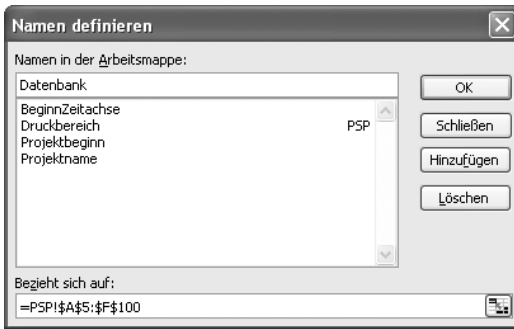 Namen definieren
Namen in der Arbeitsmappe:
Datenbank
OK
BeginnZeitachse
Druckbereich PSP
Schließen
Projektbeginn
Projektname
Hinzufügen
Löschen
Bezieht sich auf:
=PSP!$A$5:$F$100